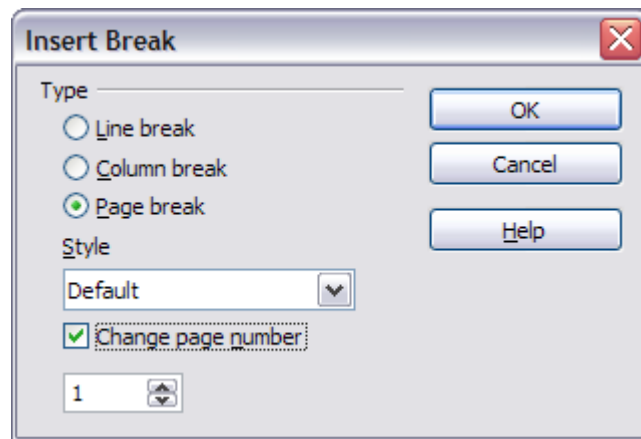 Insert Break
Type
Line break
Column break
Page break
Style
Default
Change page number
1
OK
Cancel
Help